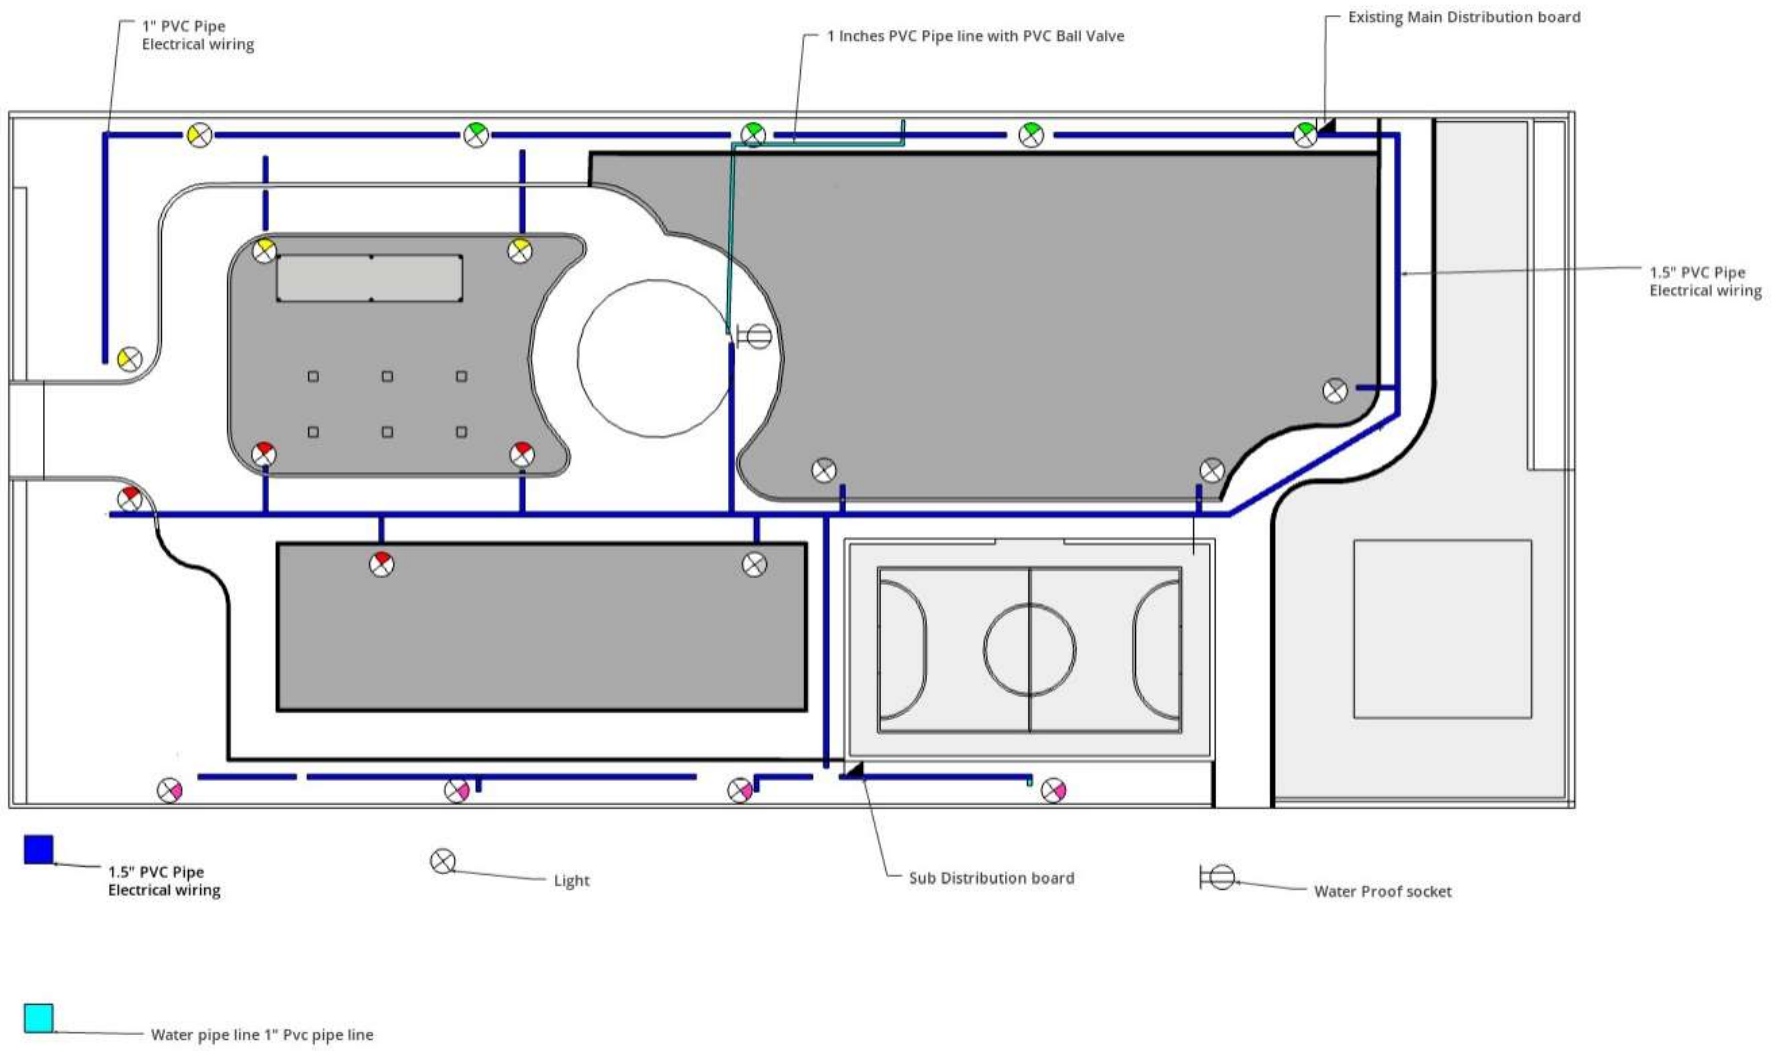 1" PVC Pipe
Electrical wiring
1 Inches PVC Pipe line with PVC Ball Valve
Existing Main Distribution board
1.5" PVC Pipe
Electrical wiring
1.5" PVC Pipe
Electrical wiring
Light
Sub Distribution board
Water Proof socket
Water pipe line 1" Pvc pipe line